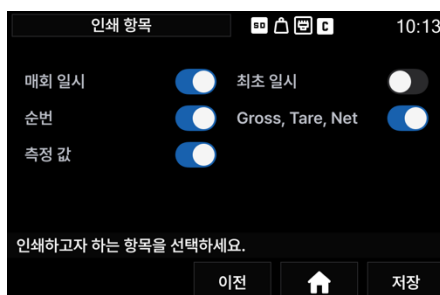 인쇄 항목 SD C 10:13
매회 일시 최초 일시
순번 Gross, Tare, Net
측정 값
인쇄하고자 하는 항목을 선택하세요.
이전 저장